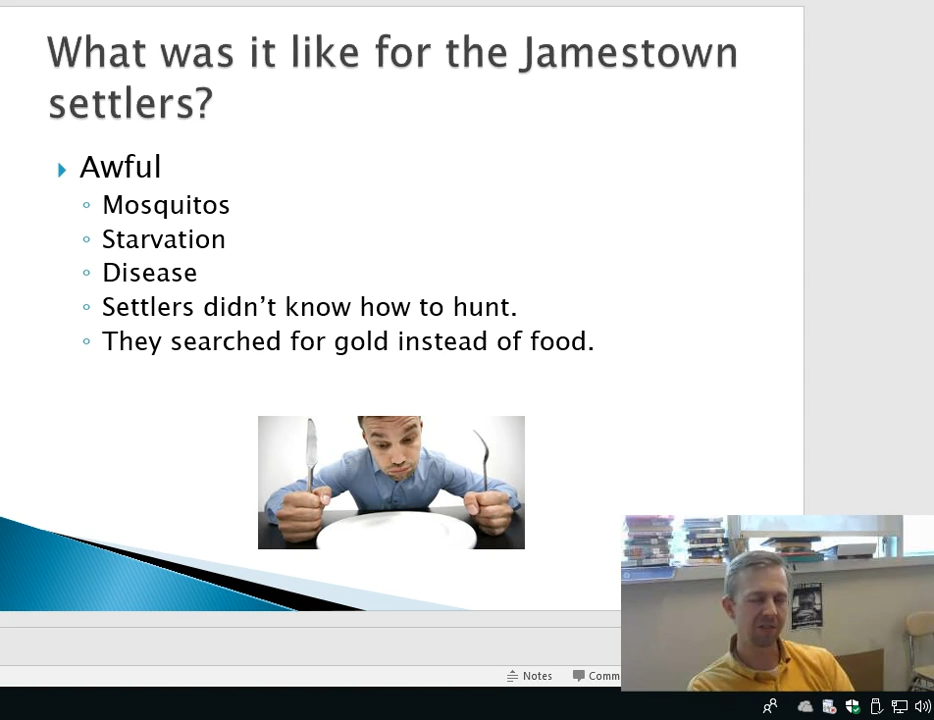 What was it like for the Jamestown
settlers?
Awful
Mosquitos
Starvation
Disease
Settlers didn’t know how to hunt.
They searched for gold instead of food.
Notes
Comm